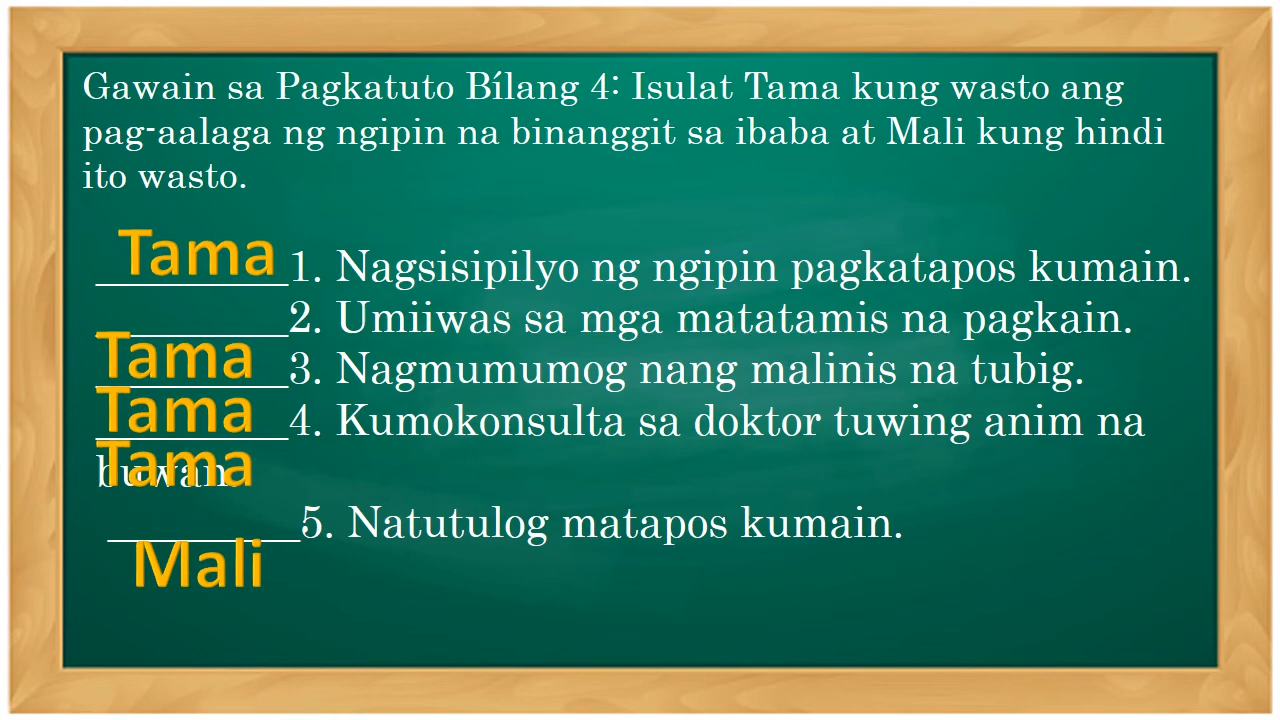 Gawain sa Pagkatuto Bílang 4: Isulat Tama kung wasto ang
pag-aalaga ng ngipin na binanggit sa ibaba at Mali kung hindi
ito wasto.
Tama
________1. Nagsisipilyo ng ngipin pagkatapos kumain.
________2. Umiiwas sa mga matatamis na pagkain.
Tama
________3. Nagmumumog nang malinis na tubig.
Tama
________4. Kumokonsulta sa doktor tuwing anim na
buwan.
Tama
________5. Natutulog matapos kumain.
Mali